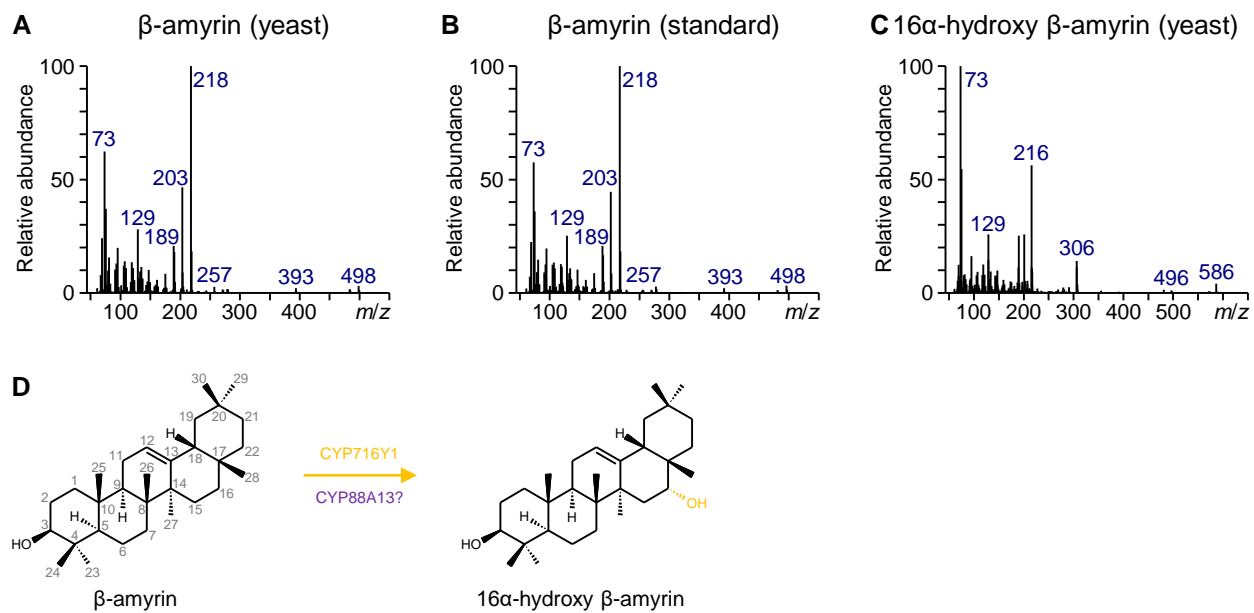 A β-amyrin (yeast)
Relative abundance
100
50
0
73
129
189
203
218
257
393
498
100 200 300 400 m/z
B β-amyrin (standard)
Relative abundance
100
50
0
73
129
189
203
218
257
393
498
100 200 300 400 m/z
C 16α-hydroxy β-amyrin (yeast)
Relative abundance
100
50
0
73
129
216
306
496
586
100 200 300 400 500 m/z
D
30 29
19 20 21
H 12 13 18 17 22
11 28
25 26 14 16
1 9 8 15
2 10 H 27
3 H 5 7
HO 4 6
24 23
β-amyrin
CYP716Y1
CYP88A13?
H
OH
H
H
HO
16α-hydroxy β-amyrin